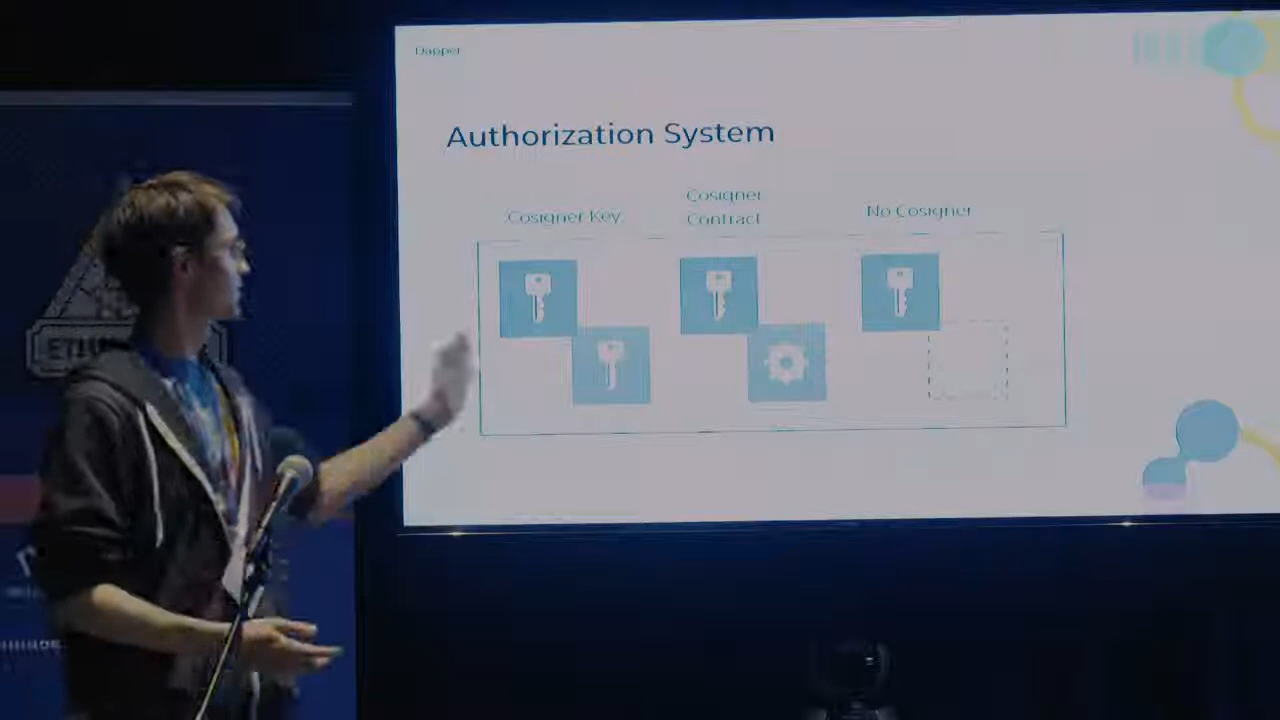 Dapper
Authorization System
Cosigner Key
Cosigner
Contract
No Cosigner